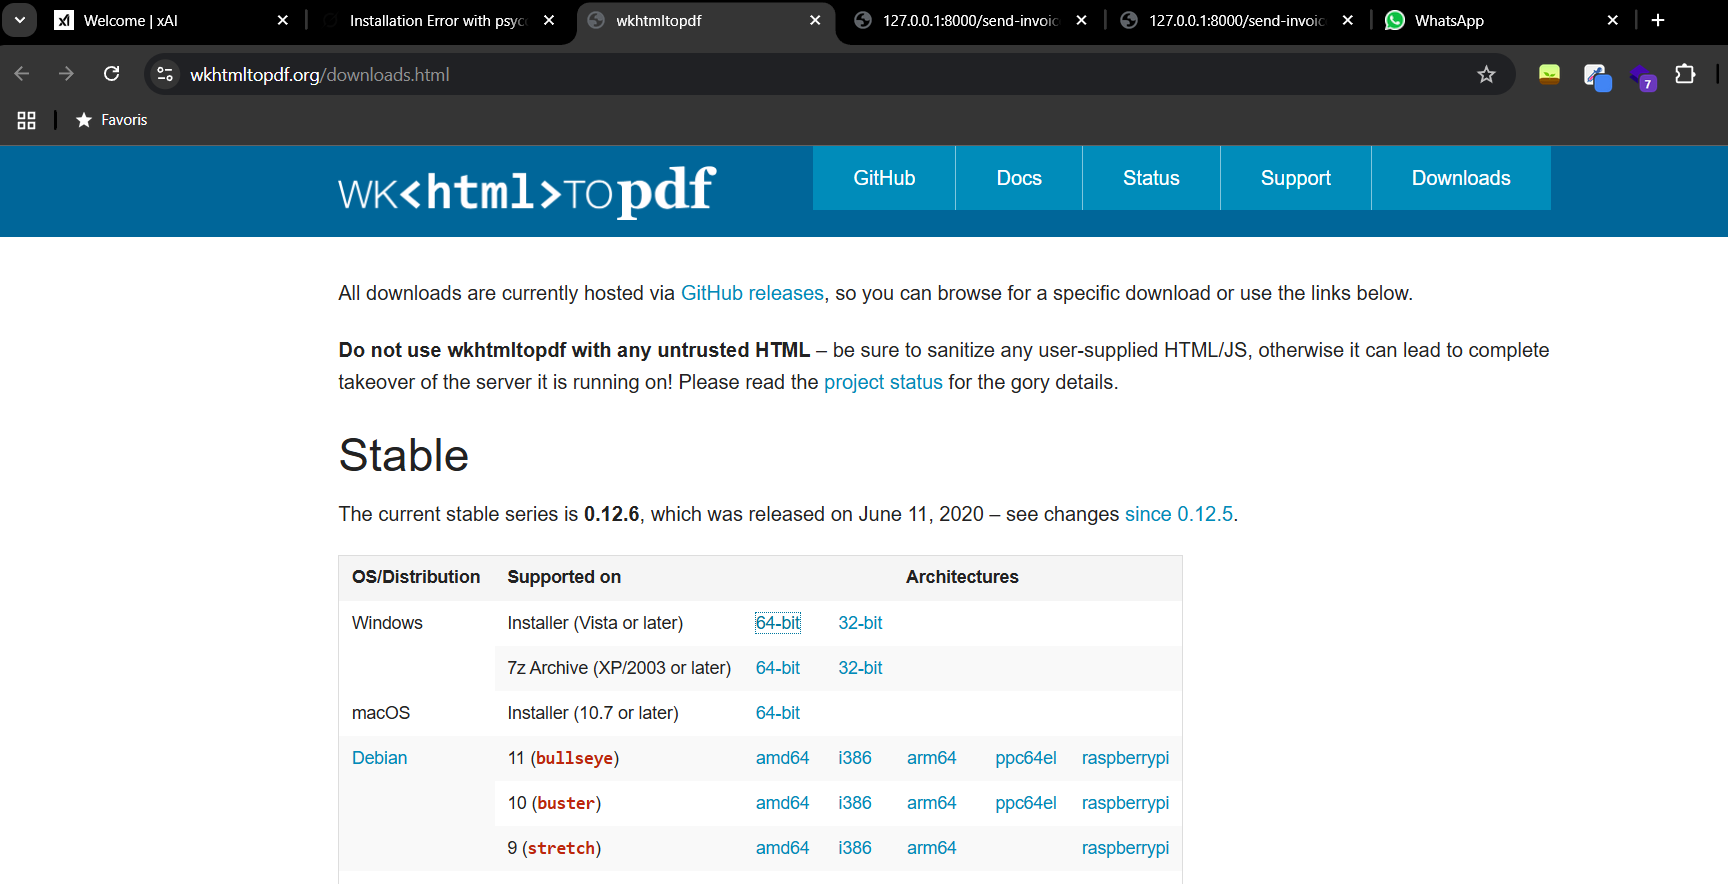 Welcome | xAI
Installation Error with psyc
wkhtmltopdf
127.0.0.1:8000/send-invoic
127.0.0.1:8000/send-invoic
WhatsApp
wkhtmltopdf.org/downloads.html
7
Favoris
WK<html>TOpdf
GitHub
Docs
Status
Support
Downloads
All downloads are currently hosted via GitHub releases, so you can browse for a specific download or use the links below.
Do not use wkhtmltopdf with any untrusted HTML – be sure to sanitize any user-supplied HTML/JS, otherwise it can lead to complete
takeover of the server it is running on! Please read the project status for the gory details.
Stable
The current stable series is 0.12.6, which was released on June 11, 2020 – see changes since 0.12.5.
OS/Distribution Supported on Architectures
Windows Installer (Vista or later) 64-bit 32-bit
7z Archive (XP/2003 or later) 64-bit 32-bit
macOS Installer (10.7 or later) 64-bit
Debian 11 (bullseye) amd64 i386 arm64 ppc64el raspberrypi
10 (buster) amd64 i386 arm64 ppc64el raspberrypi
9 (stretch) amd64 i386 arm64 raspberrypi